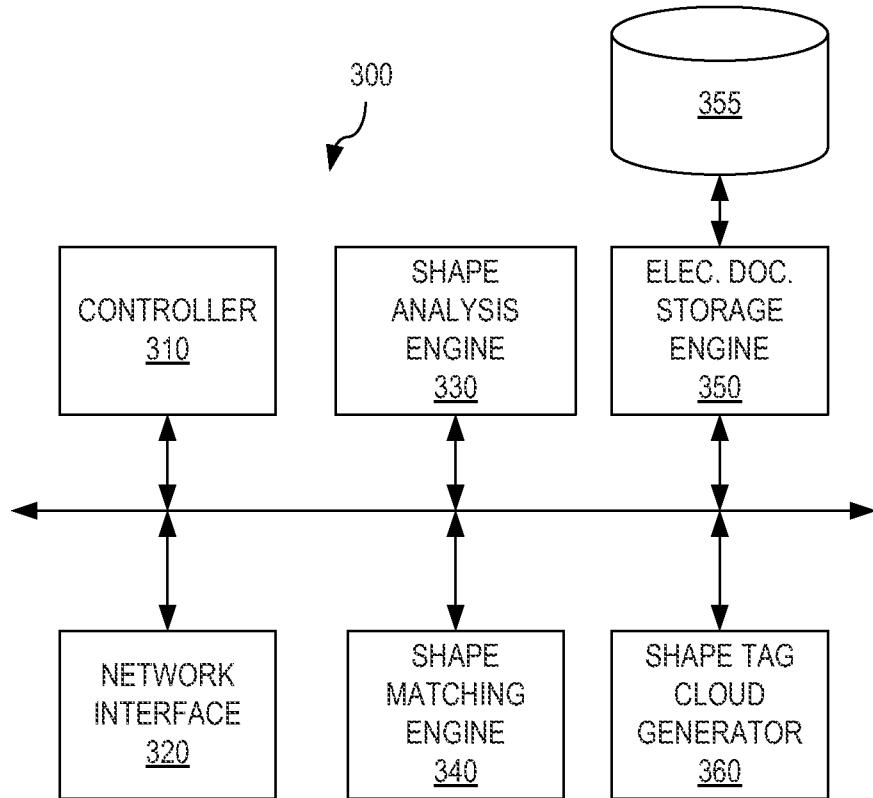 300
355
CONTROLLER
310
SHAPE
ANALYSIS
ENGINE
330
ELEC. DOC.
STORAGE
ENGINE
350
NETWORK
INTERFACE
320
SHAPE
MATCHING
ENGINE
340
SHAPE TAG
CLOUD
GENERATOR
360